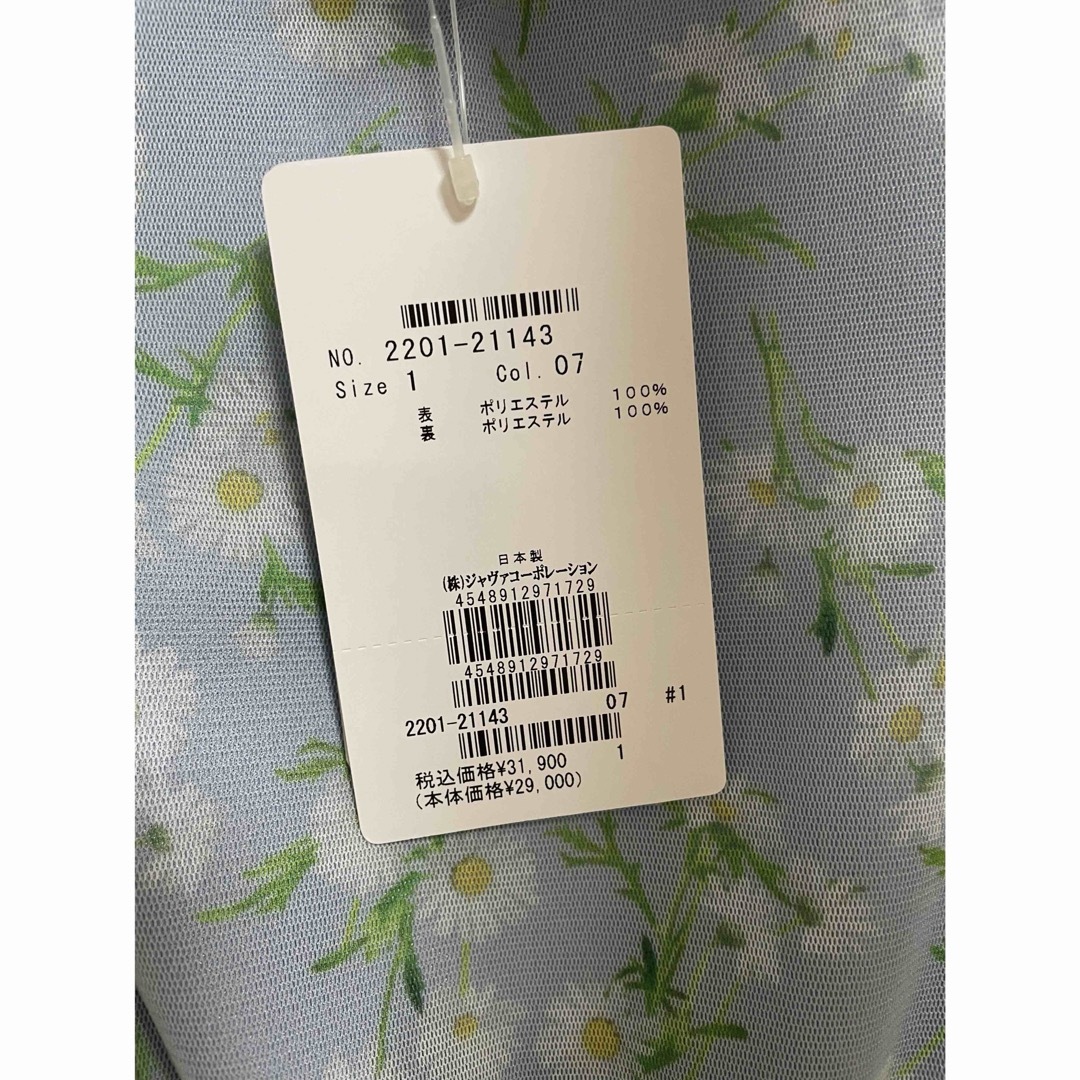 NO. 2201-21143
Size 1 Col. 07
表 ポリエステル 100%
裏 ポリエステル 100%
日本製
(株)ジャヴァコーポレーション
4548912971729
4548912971729
2201-21143 07 #1
1
税込価格¥31,900
(本体価格¥29,000)